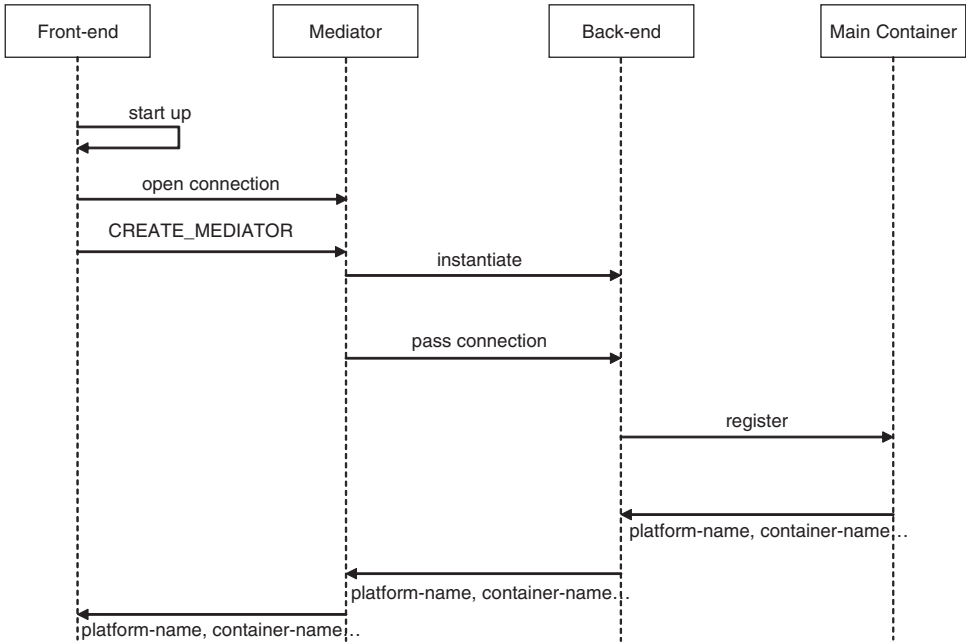 Front-end
Mediator
Back-end
Main Container
start up
open connection
CREATE_MEDIATOR
instantiate
pass connection
register
platform-name, container-name…
platform-name, container-name…
platform-name, container-name…